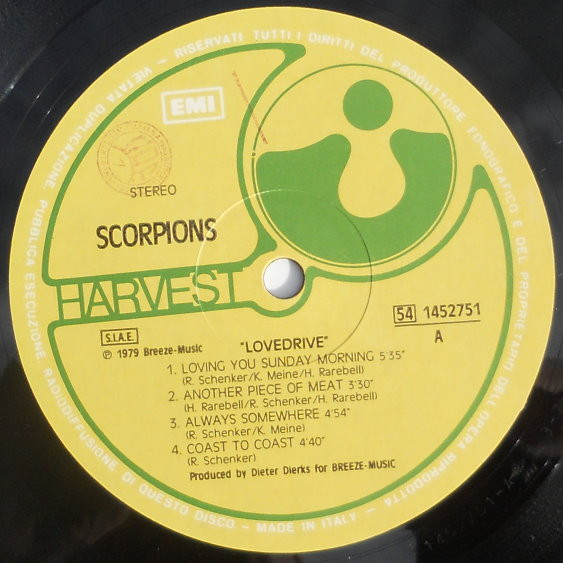 VIETATA DUPLICAZIONE PUBBLICA ESECUZIONE RADIODIFFUSIONE DI QUESTO DISCO - MADE IN ITALY - RISERVATI TUTTI I DIRITTI DEL PRODUTTORE FONOGRAFICO E DEL PROPRIETARIO DELL'OPERA RIPRODOTTA
EMI
STEREO
SCORPIONS
HARVEST
S.I.A.E.
℗ 1979 Breeze-Music
"LOVEDRIVE"
54 1452751
A
1. LOVING YOU SUNDAY MORNING 5'35"
(R. Schenker/K. Meine/H. Rarebell)
2. ANOTHER PIECE OF MEAT 3'30"
(H. Rarebell/R. Schenker)
3. ALWAYS SOMEWHERE 4'54"
(R. Schenker/K. Meine)
4. COAST TO COAST 4'40"
(R. Schenker)
Produced by Dieter Dierks for BREEZE-MUSIC